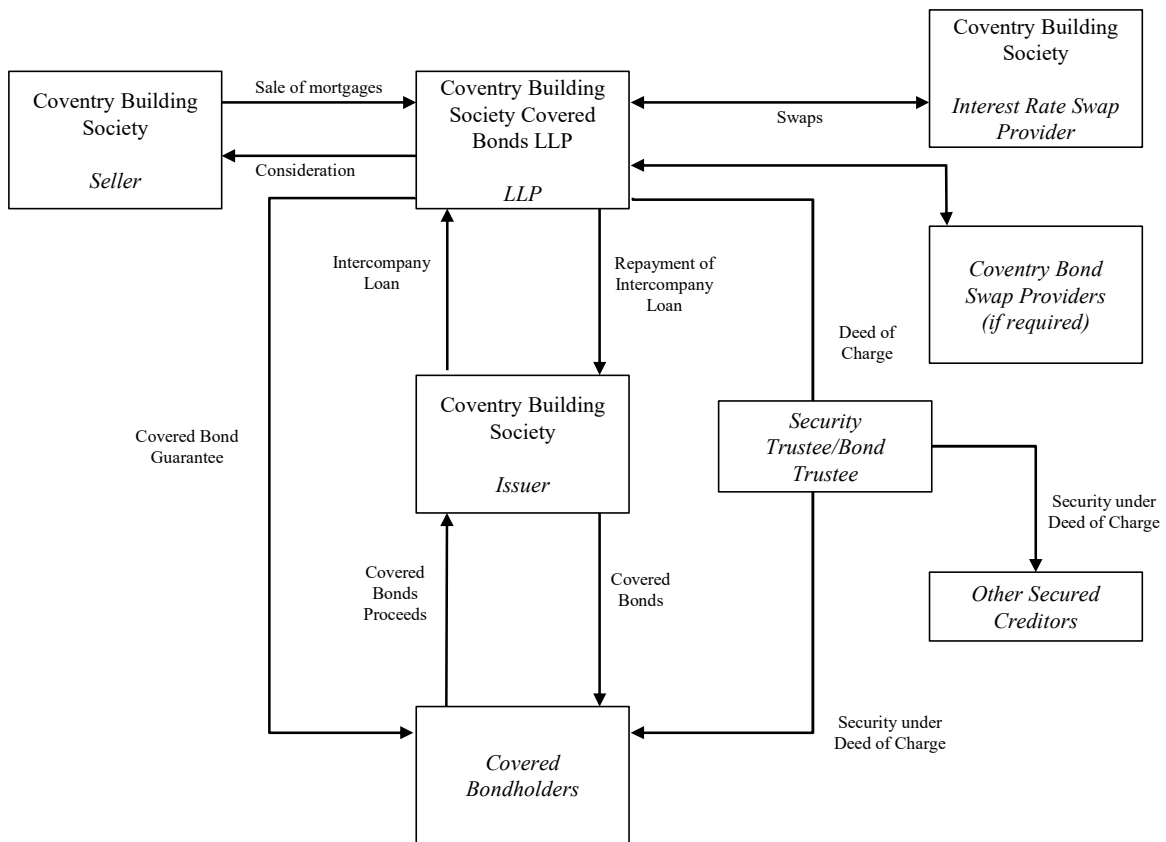 Coventry Building
Society
Seller
Sale of mortgages
Consideration
Coventry Building
Society Covered
Bonds LLP
LLP
Swaps
Coventry Building
Society
Interest Rate Swap
Provider
Coventry Bond
Swap Providers
(if required)
Intercompany
Loan
Repayment of
Intercompany
Loan
Deed of
Charge
Covered Bond
Guarantee
Coventry Building
Society
Issuer
Security
Trustee/Bond
Trustee
Security under
Deed of Charge
Covered
Bonds
Proceeds
Covered
Bonds
Other Secured
Creditors
Security under
Deed of Charge
Covered
Bondholders